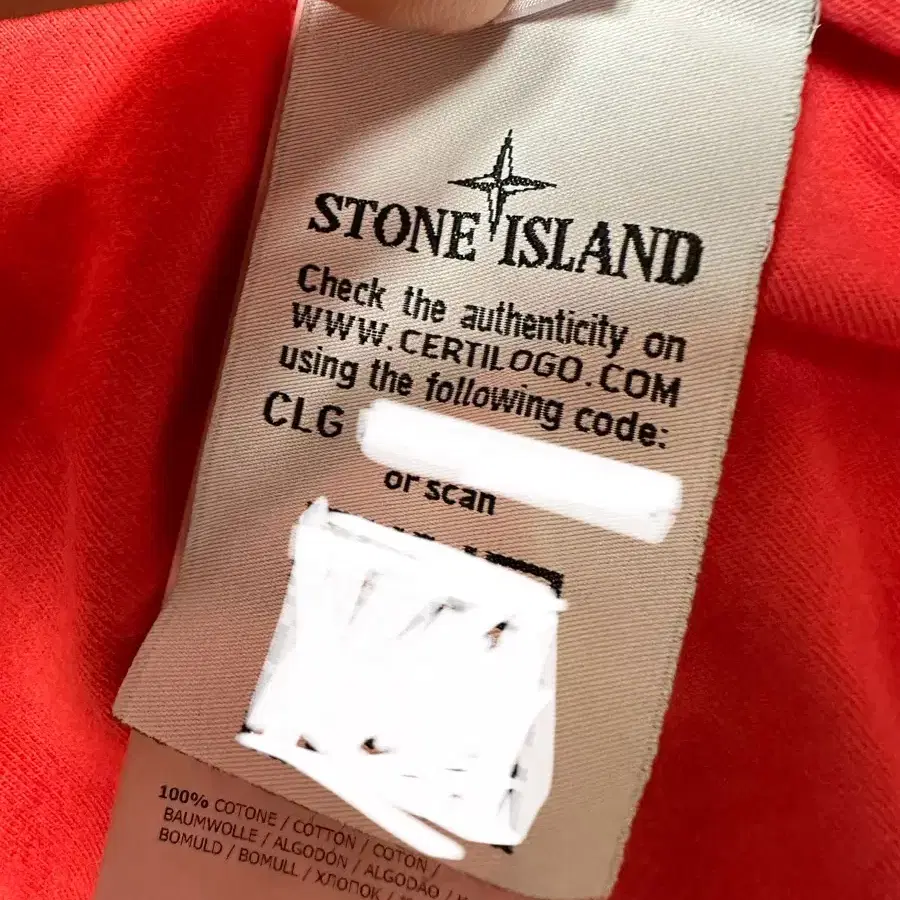 STONE ISLAND
Check the authenticity on
WWW.CERTILOGO.COM
using the following code:
CLG
or scan
100% COTONE / COTTON / COTON /
BAUMWOLLE / ALGODÓN / ALGODÃO /
BOMULD / BOMULL / ХЛОПОК /